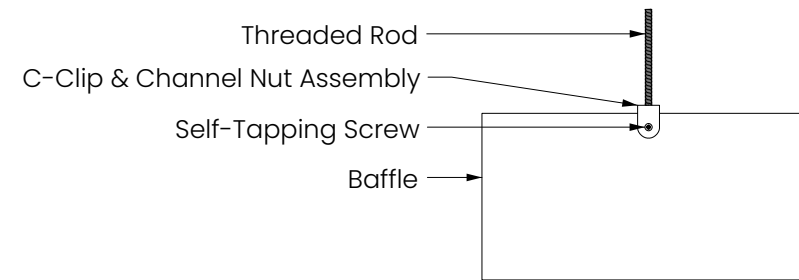 Threaded Rod
C-Clip & Channel Nut Assembly
Self-Tapping Screw
Baffle